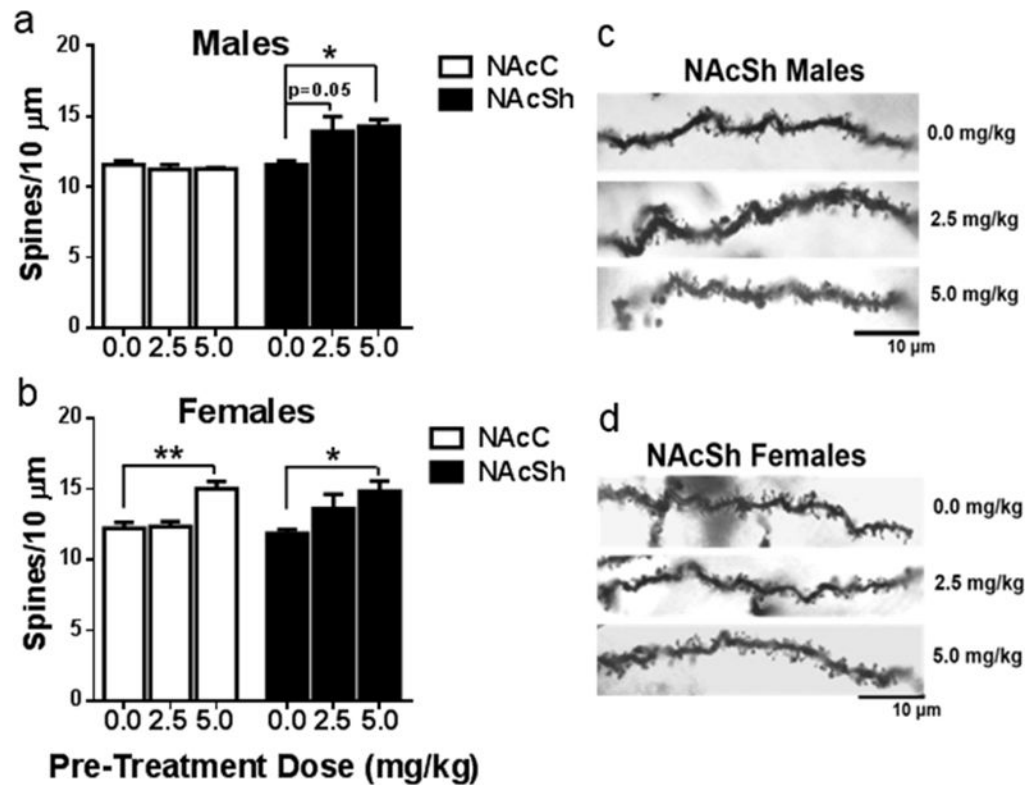 a
Males
20
15
10
5
0
Spines/10 μm
*
p=0.05
NAcC
NAcSh
0.0 2.5 5.0 0.0 2.5 5.0
b
Females
20
15
10
5
0
Spines/10 μm
**
*
NAcC
NAcSh
0.0 2.5 5.0 0.0 2.5 5.0
Pre-Treatment Dose (mg/kg)
c
NAcSh Males
0.0 mg/kg
2.5 mg/kg
5.0 mg/kg
10 μm
d
NAcSh Females
0.0 mg/kg
2.5 mg/kg
5.0 mg/kg
10 μm